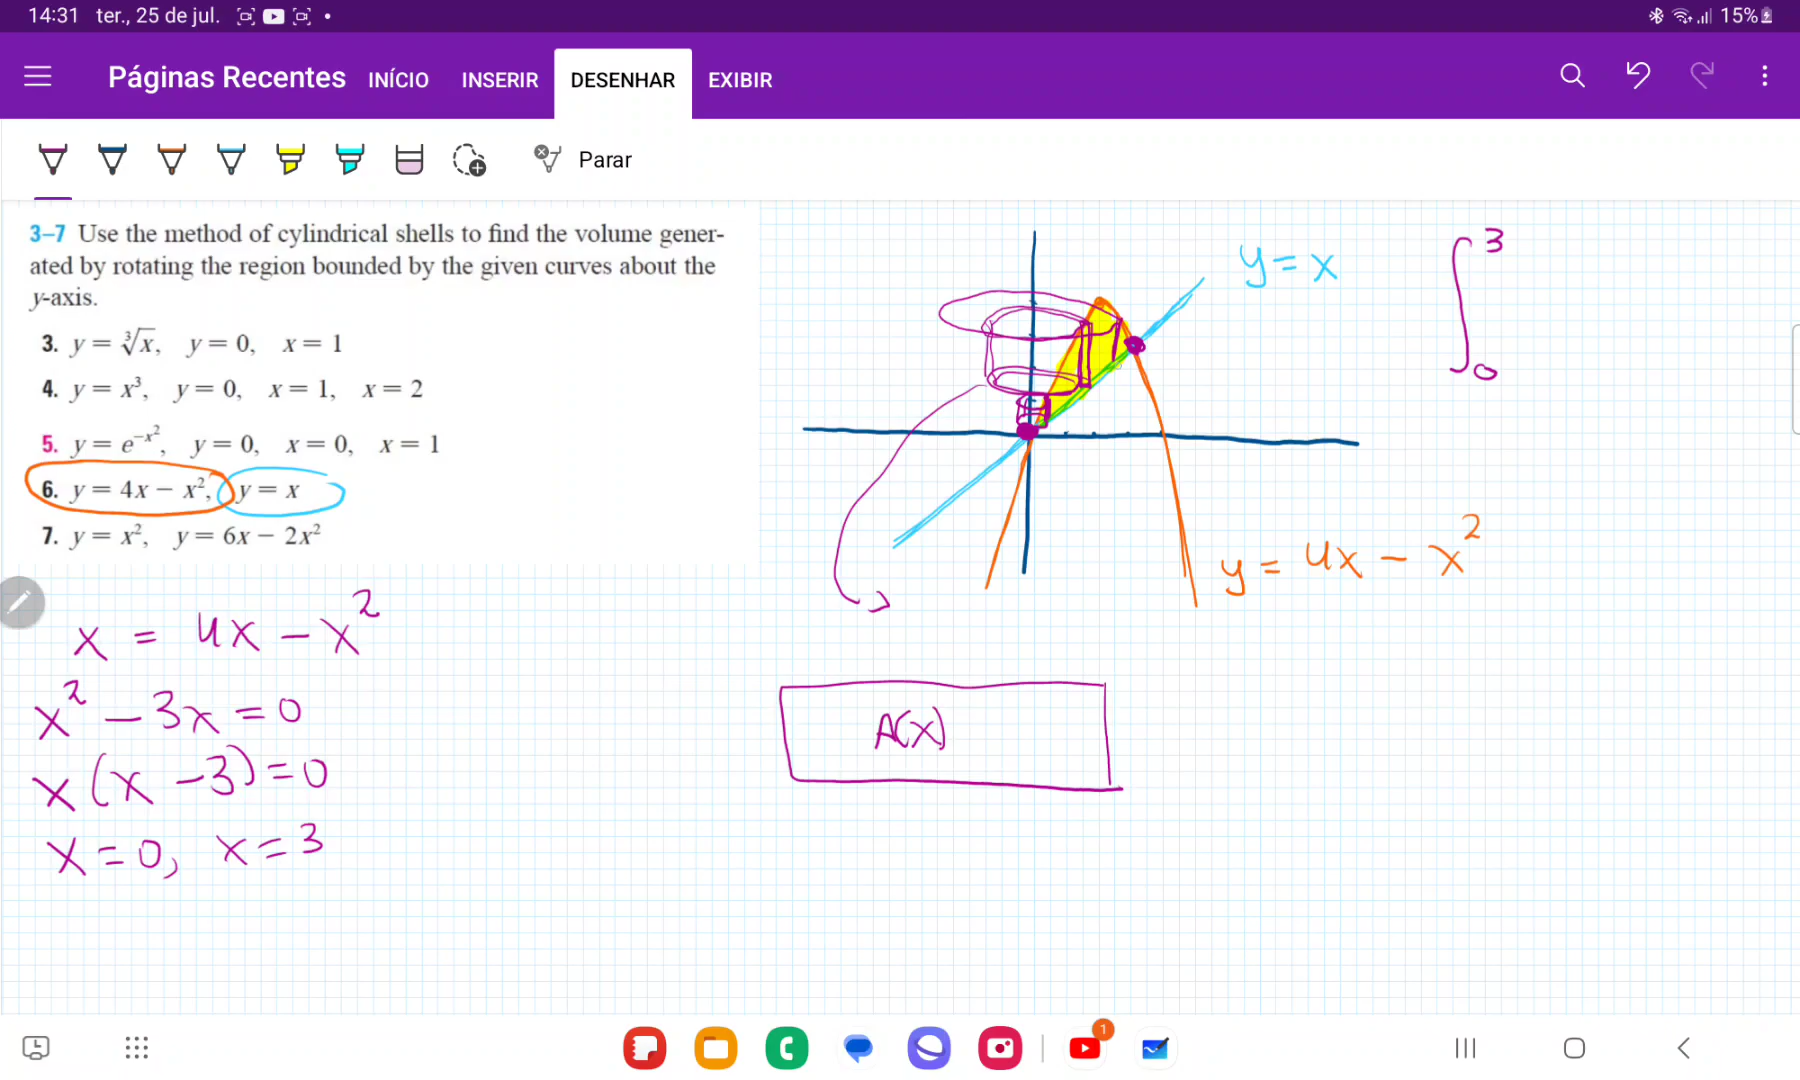 14:31 ter., 25 de jul.
15%
Páginas Recentes INÍCIO INSERIR DESENHAR EXIBIR
Parar
3–7 Use the method of cylindrical shells to find the volume gener-
ated by rotating the region bounded by the given curves about the
y-axis.
3. y = ∛x, y = 0, x = 1
4. y = x³, y = 0, x = 1, x = 2
5. y = e^{−x²}, y = 0, x = 0, x = 1
6. y = 4x − x², y = x
7. y = x², y = 6x − 2x²
x = 4x − x²
x² − 3x = 0
x(x − 3) = 0
x = 0, x = 3
y = x
y = 4x − x²
A(x)
∫₀³
1